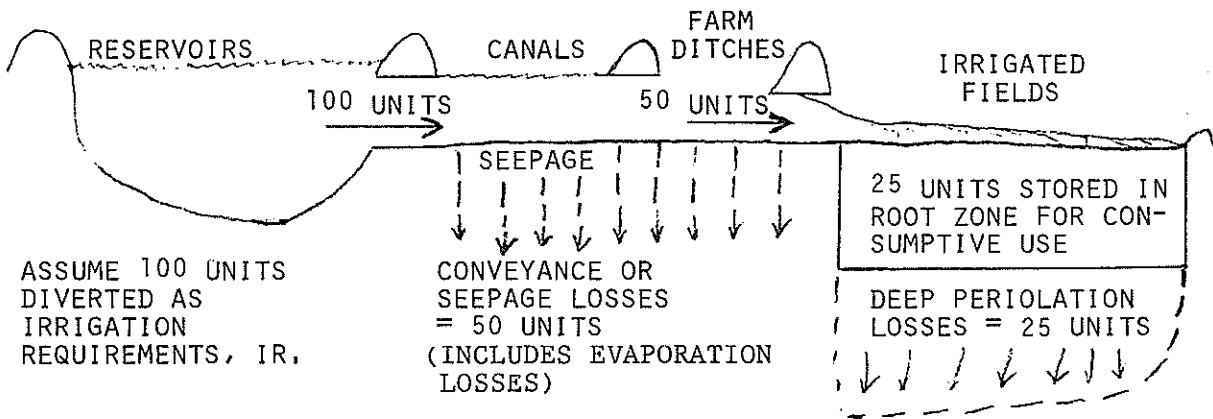 RESERVOIRS
CANALS
FARM
DITCHES
IRRIGATED
FIELDS
100 UNITS
50 UNITS
SEEPAGE
25 UNITS STORED IN
ROOT ZONE FOR CON-
SUMPTIVE USE
ASSUME 100 UNITS
DIVERTED AS
IRRIGATION
REQUIREMENTS, IR.
CONVEYANCE OR
SEEPAGE LOSSES
= 50 UNITS
(INCLUDES EVAPORATION
LOSSES)
DEEP PERIOLATION
LOSSES = 25 UNITS